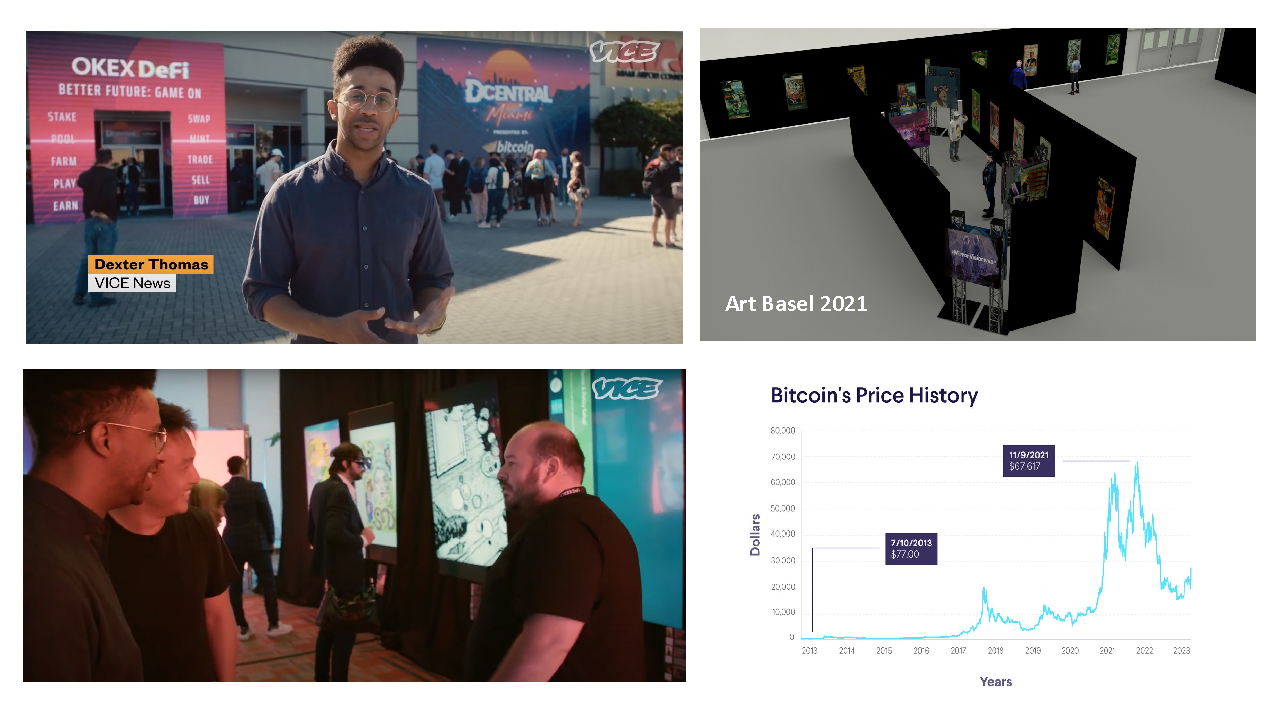 OKEX DeFi
BETTER FUTURE: GAME ON
STAKE
POOL
FARM
PLAY
EARN
SWAP
MINT
TRADE
SELL
BUY
DCENTRAL
Miami
PRESENTED BY:
bitcoin
VICE
Dexter Thomas
VICE News
Art Basel 2021
VICE
Bitcoin's Price History
80,000
70,000
60,000
50,000
40,000
30,000
20,000
10,000
0
Dollars
11/9/2021
$67,617
7/10/2013
$77.00
2013 2014 2015 2016 2017 2018 2019 2020 2021 2022 2023
Years